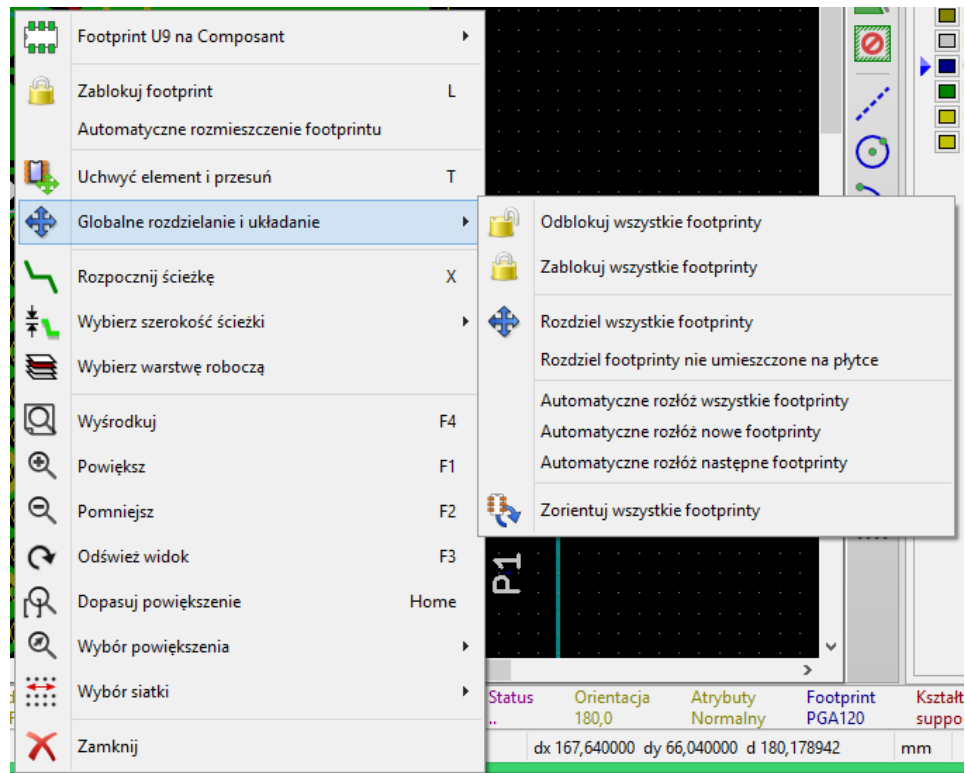 Footprint U9 na Composant
Zablokuj footprint L
Automatyczne rozmieszczenie footprintu
Uchwyć element i przesuń T
Globalne rozdzielanie i układanie
Rozpocznij ścieżkę X
Wybierz szerokość ścieżki
Wybierz warstwę roboczą
Wyśrodkuj F4
Powiększ F1
Pomniejsz F2
Odśwież widok F3
Dopasuj powiększenie Home
Wybór powiększenia
Wybór siatki
Zamknij
Odblokuj wszystkie footprinty
Zablokuj wszystkie footprinty
Rozdziel wszystkie footprinty
Rozdziel footprinty nie umieszczone na płytce
Automatyczne rozłóż wszystkie footprinty
Automatyczne rozłóż nowe footprinty
Automatyczne rozłóż następne footprinty
Zorientuj wszystkie footprinty
P1
Status Orientacja Atrybuty Footprint Kształt
.. 180,0 Normalny PGA120 suppo
dx 167,640000 dy 66,040000 d 180,178942 mm